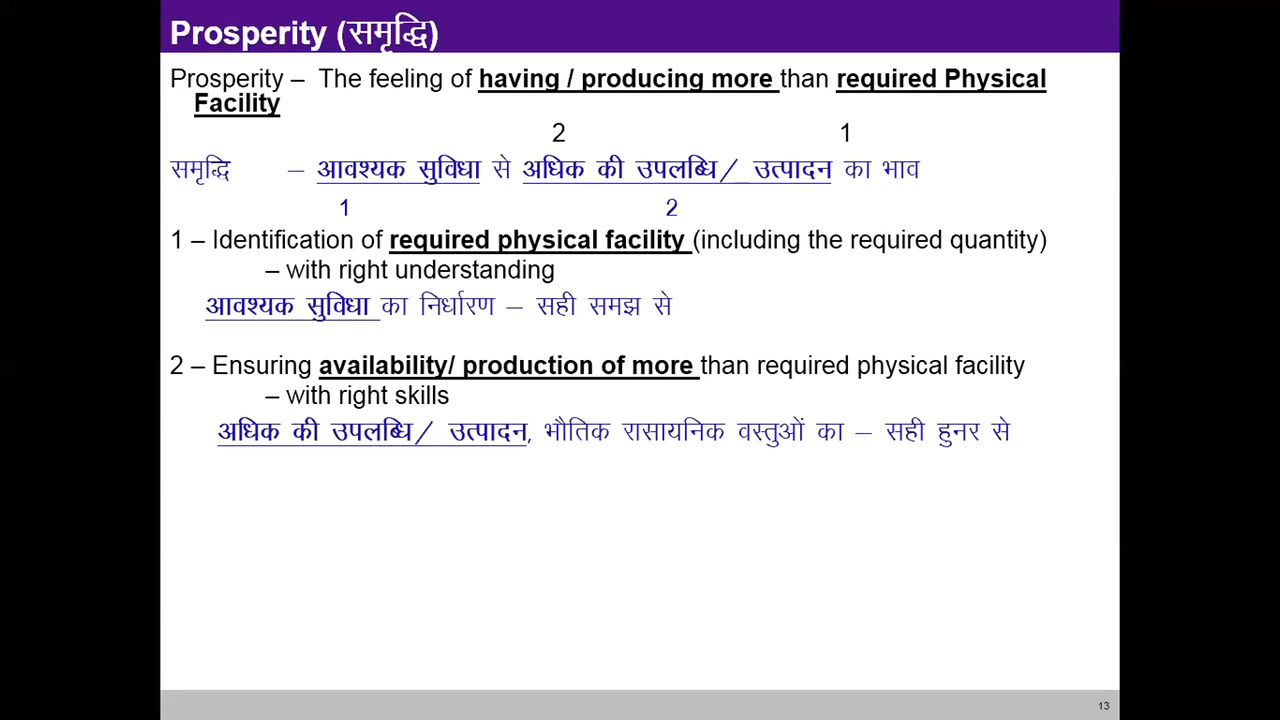 Prosperity (समृद्धि)
Prosperity – The feeling of having / producing more than required Physical
Facility
2 1
समृद्धि – आवश्यक सुविधा से अधिक की उपलब्धि/_ उत्पादन का भाव
1 2
1 – Identification of required physical facility (including the required quantity)
– with right understanding
आवश्यक सुविधा का निर्धारण – सही समझ से
2 – Ensuring availability/ production of more than required physical facility
– with right skills
अधिक की उपलब्धि/ उत्पादन, भौतिक रासायनिक वस्तुओं का – सही हुनर से
13